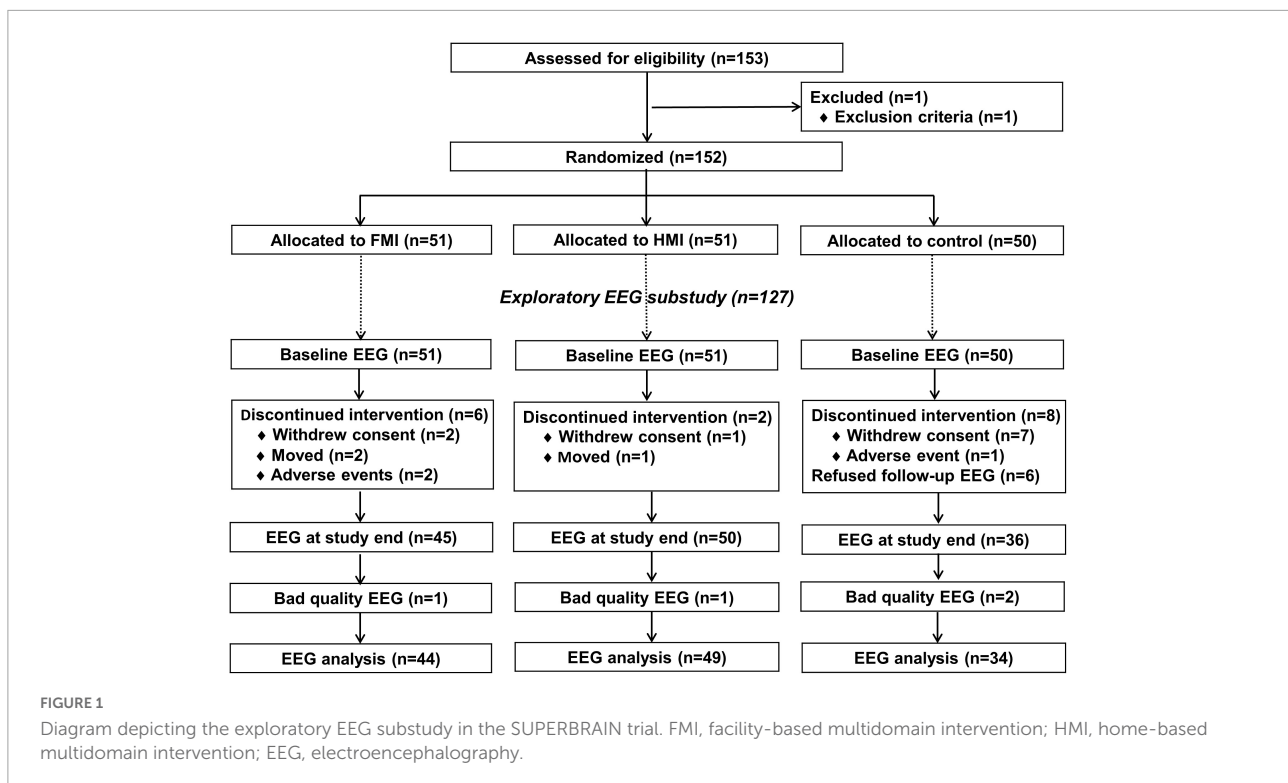 Assessed for eligibility (n=153)
Excluded (n=1)
♦ Exclusion criteria (n=1)
Randomized (n=152)
Allocated to FMI (n=51)
Allocated to HMI (n=51)
Allocated to control (n=50)
Exploratory EEG substudy (n=127)
Baseline EEG (n=51)
Baseline EEG (n=51)
Baseline EEG (n=50)
Discontinued intervention (n=6)
♦ Withdrew consent (n=2)
♦ Moved (n=2)
♦ Adverse events (n=2)
Discontinued intervention (n=2)
♦ Withdrew consent (n=1)
♦ Moved (n=1)
Discontinued intervention (n=8)
♦ Withdrew consent (n=7)
♦ Adverse event (n=1)
Refused follow-up EEG (n=6)
EEG at study end (n=45)
EEG at study end (n=50)
EEG at study end (n=36)
Bad quality EEG (n=1)
Bad quality EEG (n=1)
Bad quality EEG (n=2)
EEG analysis (n=44)
EEG analysis (n=49)
EEG analysis (n=34)
FIGURE 1
Diagram depicting the exploratory EEG substudy in the SUPERBRAIN trial. FMI, facility-based multidomain intervention; HMI, home-based
multidomain intervention; EEG, electroencephalography.